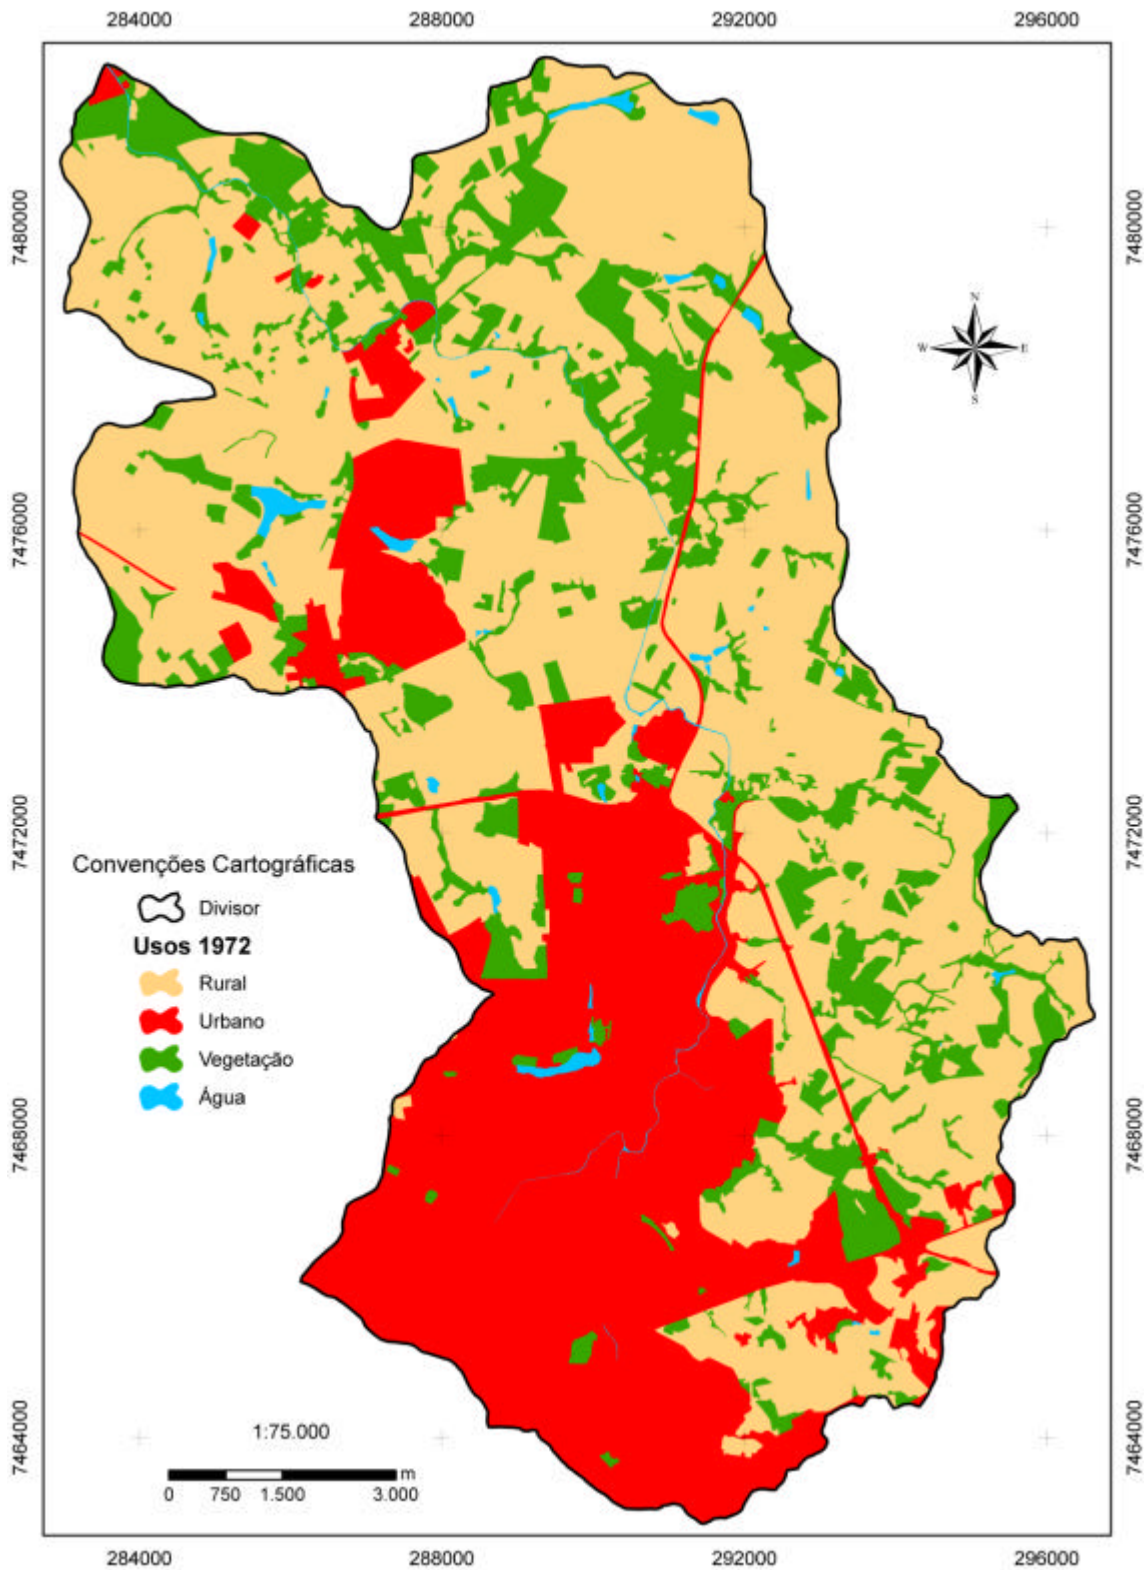 284000 288000 292000 296000
N
W E
S
7480000 7480000
7476000 7476000
7472000 7472000
Convenções Cartográficas
Divisor
Usos 1972
Rural
Urbano
Vegetação
Água
7468000 7468000
7464000 7464000
1:75.000
m
0 750 1.500 3.000
284000 288000 292000 296000